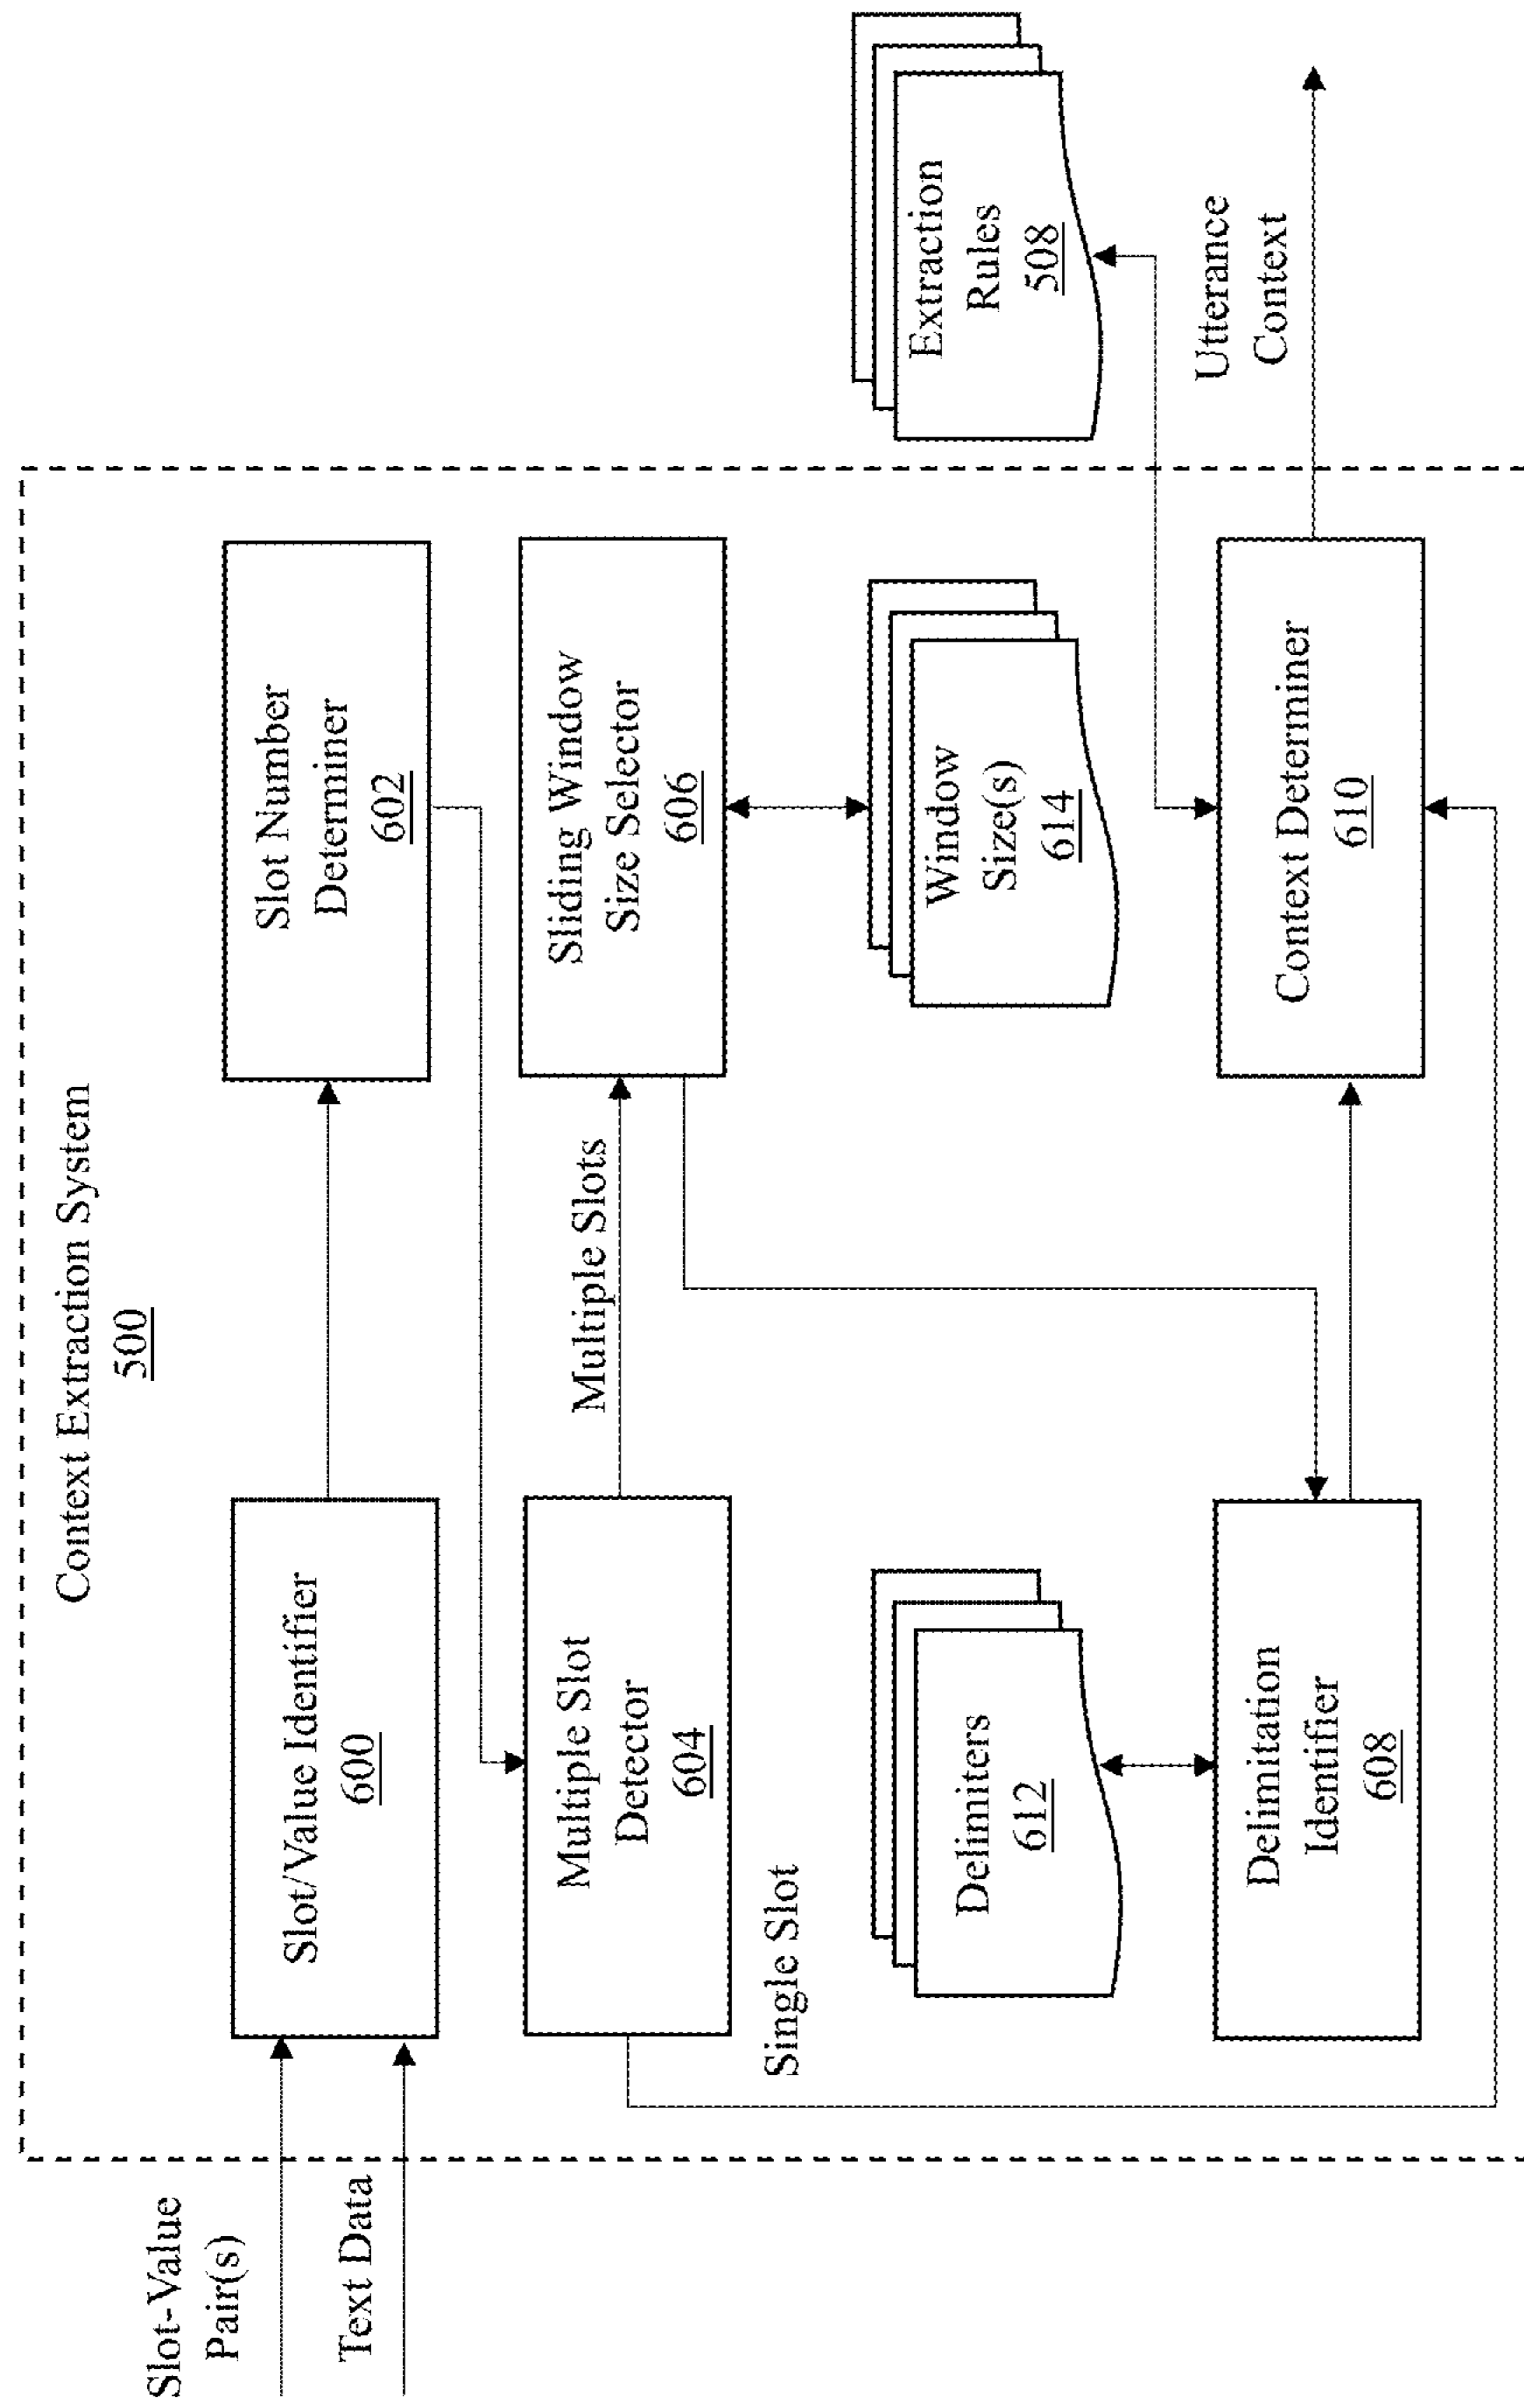 Context Extraction System
500
Slot-Value
Pair(s)
Text Data
Slot/Value Identifier
600
Slot Number
Determiner
602
Multiple Slot
Detector
604
Multiple Slots
Sliding Window
Size Selector
606
Single Slot
Delimiters
612
Window
Size(s)
614
Extraction
Rules
508
Delimitation
Identifier
608
Context Determiner
610
Utterance
Context